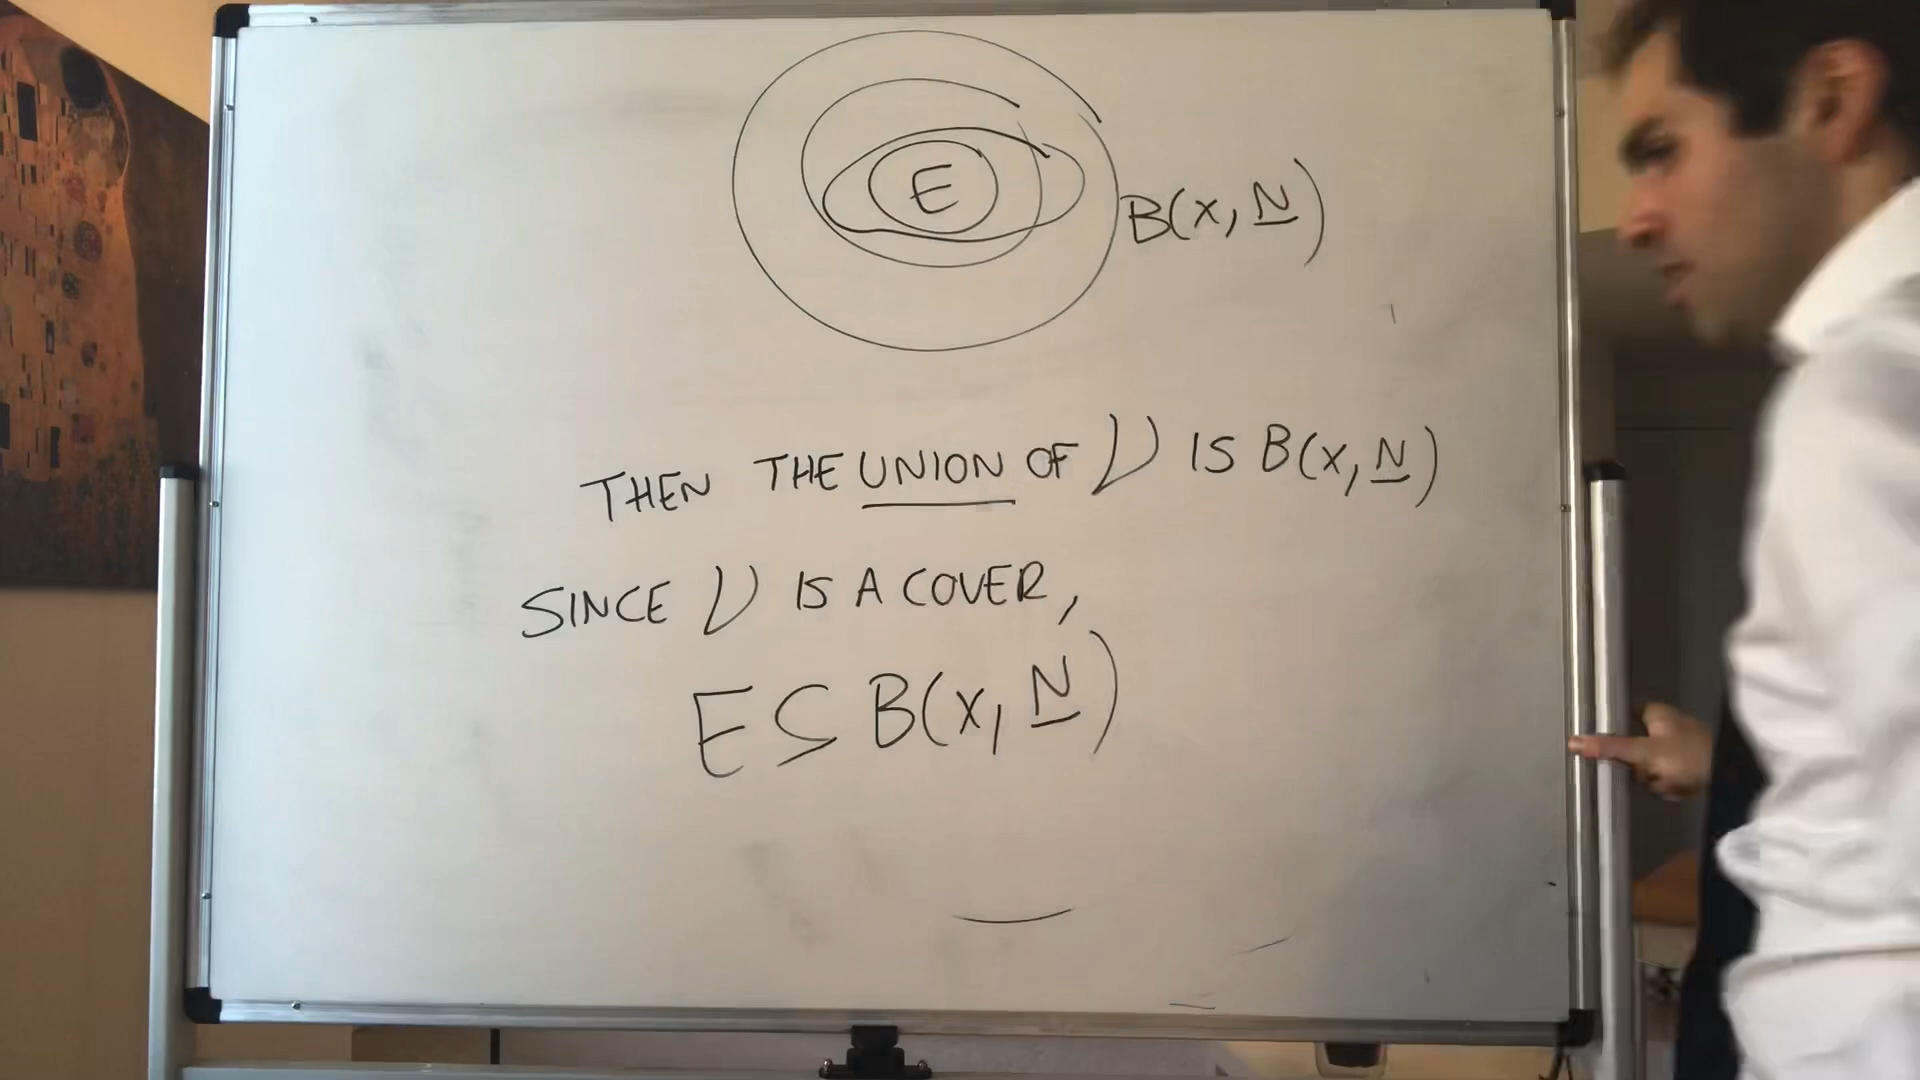 E
B(x, N)
THEN THE UNION OF V IS B(x, N)
SINCE V IS A COVER,
E ⊆ B(x, N)